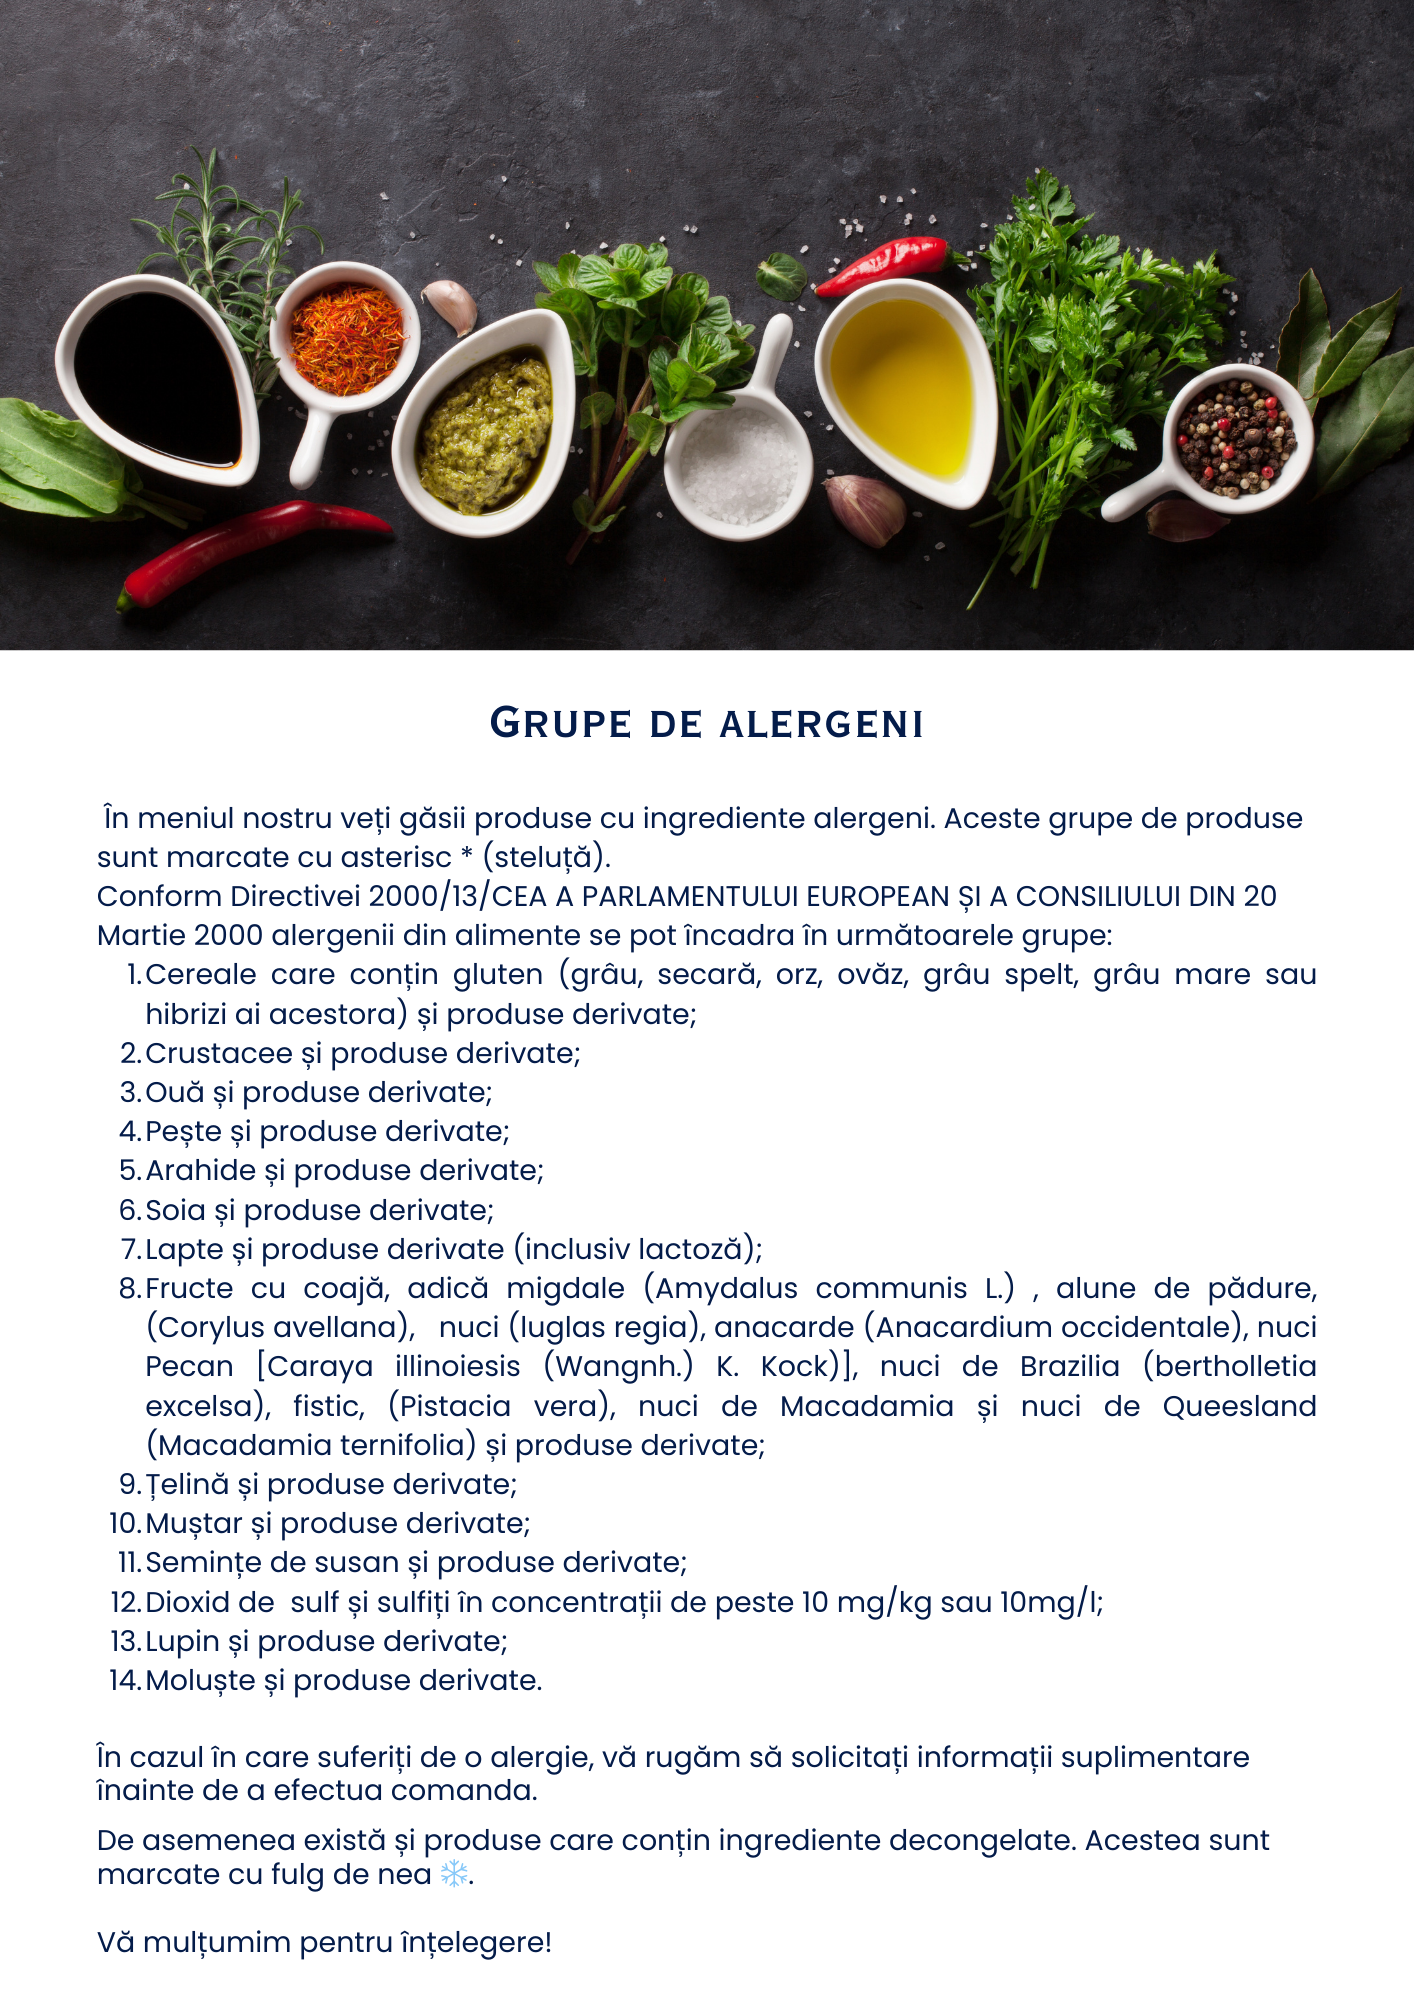 GRUPE DE ALERGENI
În meniul nostru veți găsii produse cu ingrediente alergeni. Aceste grupe de produse
sunt marcate cu asterisc * (steluță).
Conform Directivei 2000/13/CEA A PARLAMENTULUI EUROPEAN ȘI A CONSILIULUI DIN 20
Martie 2000 alergenii din alimente se pot încadra în următoarele grupe:
1. Cereale care conțin gluten (grâu, secară, orz, ovăz, grâu spelt, grâu mare sau
hibrizi ai acestora) și produse derivate;
2. Crustacee și produse derivate;
3. Ouă și produse derivate;
4. Pește și produse derivate;
5. Arahide și produse derivate;
6. Soia și produse derivate;
7. Lapte și produse derivate (inclusiv lactoză);
8. Fructe cu coajă, adică migdale (Amydalus communis L.) , alune de pădure,
(Corylus avellana), nuci (luglas regia), anacarde (Anacardium occidentale), nuci
Pecan [Caraya illinoiesis (Wangnh.) K. Kock)], nuci de Brazilia (bertholletia
excelsa), fistic, (Pistacia vera), nuci de Macadamia și nuci de Queesland
(Macadamia ternifolia) și produse derivate;
9. Țelină și produse derivate;
10. Muștar și produse derivate;
11. Semințe de susan și produse derivate;
12. Dioxid de sulf și sulfiți în concentrații de peste 10 mg/kg sau 10mg/l;
13. Lupin și produse derivate;
14. Moluște și produse derivate.
În cazul în care suferiți de o alergie, vă rugăm să solicitați informații suplimentare
înainte de a efectua comanda.
De asemenea există și produse care conțin ingrediente decongelate. Acestea sunt
marcate cu fulg de nea ❄.
Vă mulțumim pentru înțelegere!